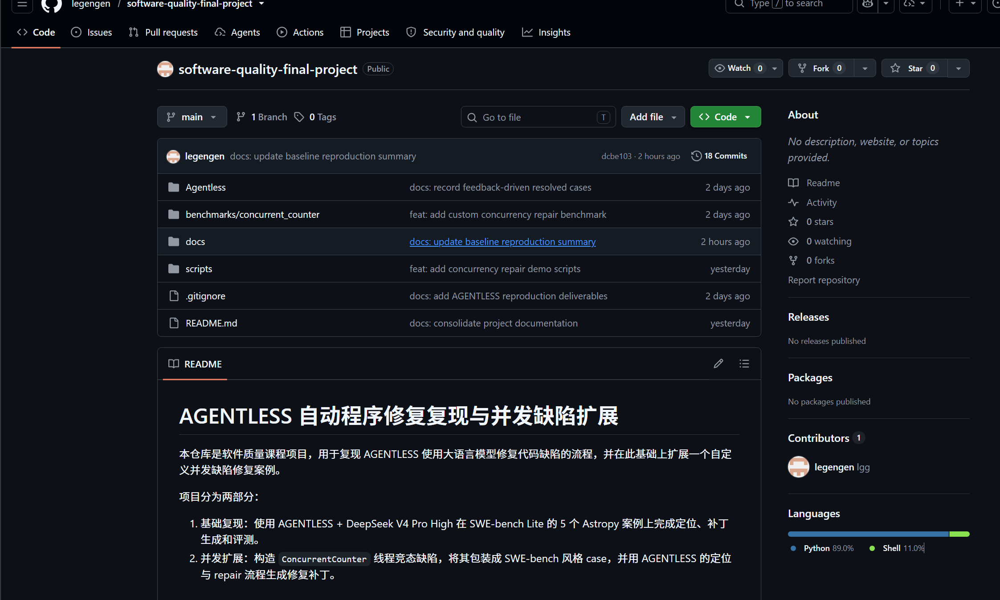 legengen / software-quality-final-project
Type / to search
Code Issues Pull requests Agents Actions Projects Security and quality Insights
software-quality-final-project Public
Watch 0 Fork 0 Star 0
main 1 Branch 0 Tags Go to file T Add file Code
legengen docs: update baseline reproduction summary dcbe103 · 2 hours ago 18 Commits
Agentless docs: record feedback-driven resolved cases 2 days ago
benchmarks/concurrent_counter feat: add custom concurrency repair benchmark 2 days ago
docs docs: update baseline reproduction summary 2 hours ago
scripts feat: add concurrency repair demo scripts yesterday
.gitignore docs: add AGENTLESS reproduction deliverables 2 days ago
README.md docs: consolidate project documentation yesterday
README
AGENTLESS 自动程序修复复现与并发缺陷扩展
本仓库是软件质量课程项目，用于复现 AGENTLESS 使用大语言模型修复代码缺陷的流程，并在此基础上扩展一个自定
义并发缺陷修复案例。
项目分为两部分：
1. 基础复现：使用 AGENTLESS + DeepSeek V4 Pro High 在 SWE-bench Lite 的 5 个 Astropy 案例上完成定位、补丁
生成和评测。
2. 并发扩展：构造 ConcurrentCounter 线程竞态缺陷，将其包装成 SWE-bench 风格 case，并用 AGENTLESS 的定位
与 repair 流程生成修复补丁。
About
No description, website, or topics
provided.
Readme
Activity
0 stars
0 watching
0 forks
Report repository
Releases
No releases published
Packages
No packages published
Contributors 1
legengen lgg
Languages
Python 89.0% Shell 11.0%